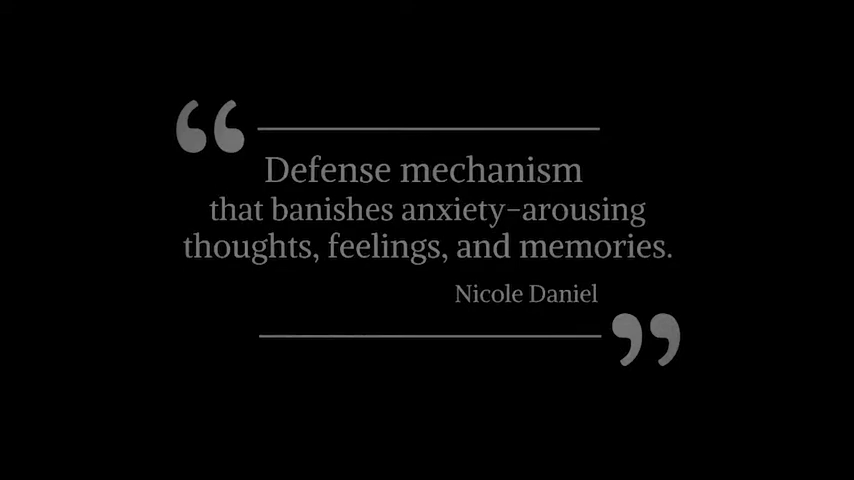 “
Defense mechanism
that banishes anxiety-arousing
thoughts, feelings, and memories.
Nicole Daniel
”